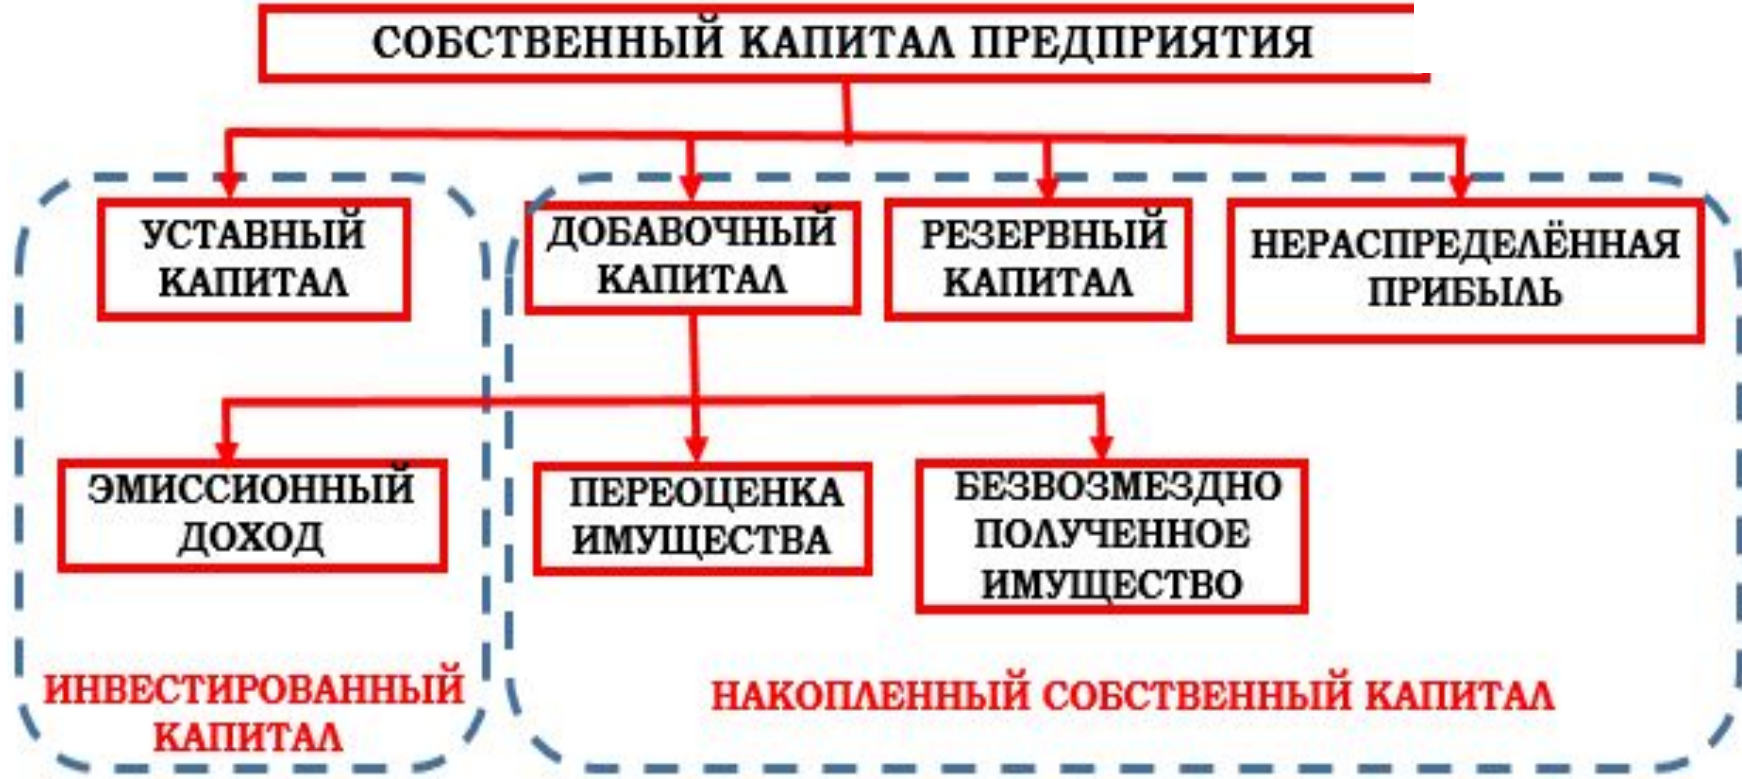 СОБСТВЕННЫЙ КАПИТАЛ ПРЕДПРИЯТИЯ
УСТАВНЫЙ
КАПИТАЛ
ДОБАВОЧНЫЙ
КАПИТАЛ
РЕЗЕРВНЫЙ
КАПИТАЛ
НЕРАСПРЕДЕЛЁННАЯ
ПРИБЫЛЬ
ЭМИССИОННЫЙ
ДОХОД
ПЕРЕОЦЕНКА
ИМУЩЕСТВА
БЕЗВОЗМЕЗДНО
ПОЛУЧЕННОЕ
ИМУЩЕСТВО
ИНВЕСТИРОВАННЫЙ
КАПИТАЛ
НАКОПЛЕННЫЙ СОБСТВЕННЫЙ КАПИТАЛ